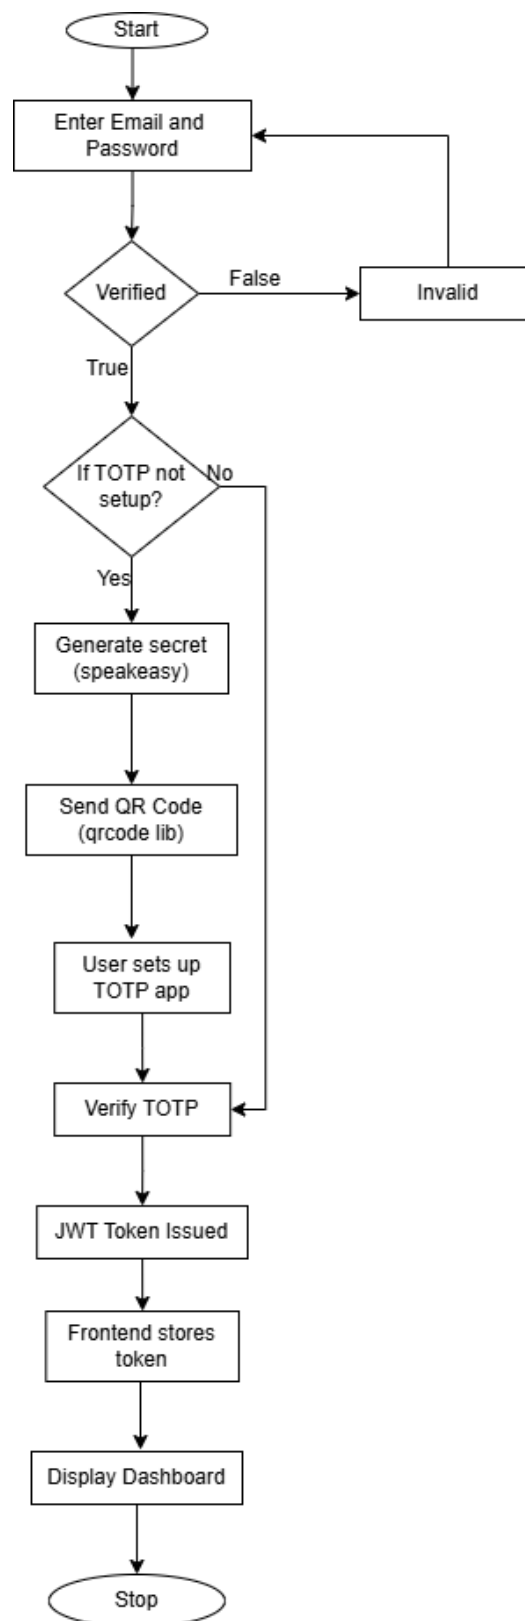 Start
Enter Email and
Password
Verified
False
Invalid
True
If TOTP not
setup?
No
Yes
Generate secret
(speakeasy)
Send QR Code
(qrcode lib)
User sets up
TOTP app
Verify TOTP
JWT Token Issued
Frontend stores
token
Display Dashboard
Stop